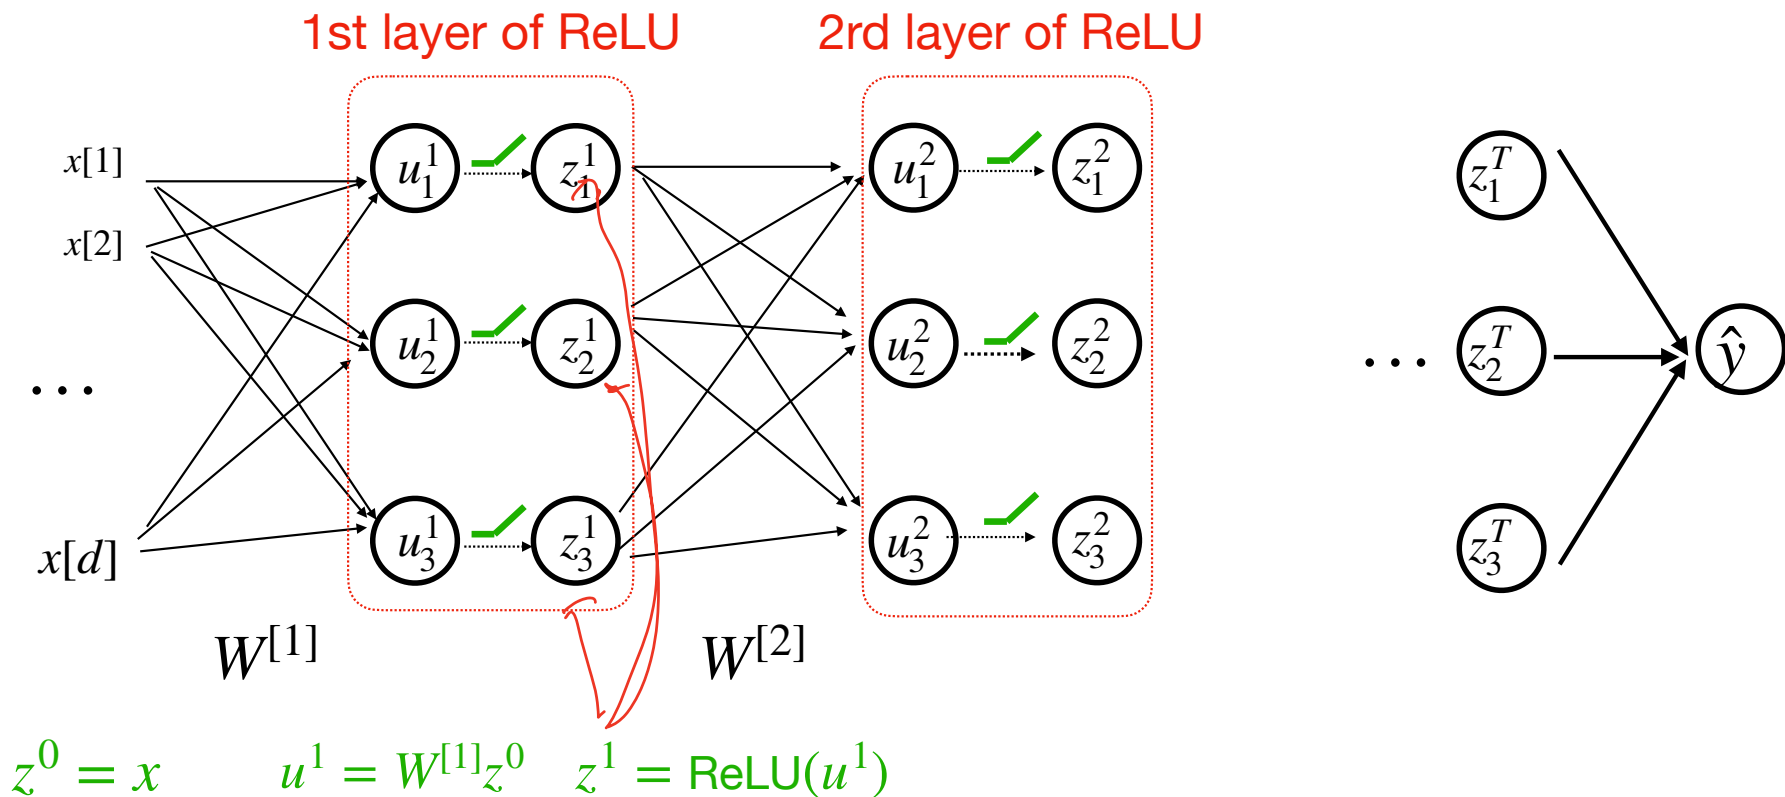 1st layer of ReLU 2rd layer of ReLU
x[1] u_1^1 z_1^1 u_1^2 z_1^2 z_1^T
x[2]
... u_2^1 z_2^1 u_2^2 z_2^2 ... z_2^T ŷ
x[d] u_3^1 z_3^1 u_3^2 z_3^2 z_3^T
W^{[1]} W^{[2]}
z^0 = x u^1 = W^{[1]}z^0 z^1 = ReLU(u^1)